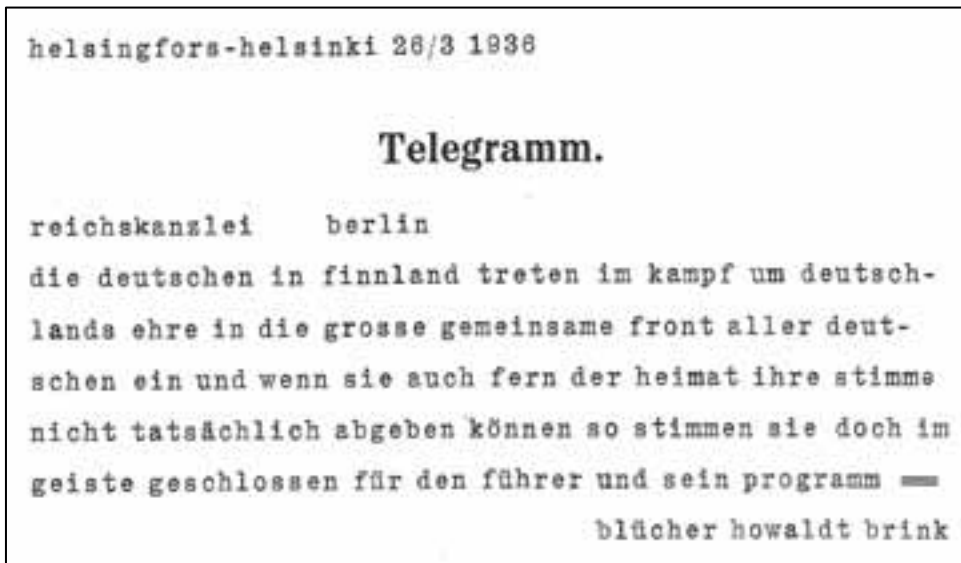 helsingfors-helsinki 26/3 1936
Telegramm.
reichskanzlei berlin
die deutschen in finnland treten im kampf um deutsch-
lands ehre in die grosse gemeinsame front aller deut-
schen ein und wenn sie auch fern der heimat ihre stimme
nicht tatsächlich abgeben können so stimmen sie doch im
geiste geschlossen für den führer und sein programm =
blücher howaldt brink